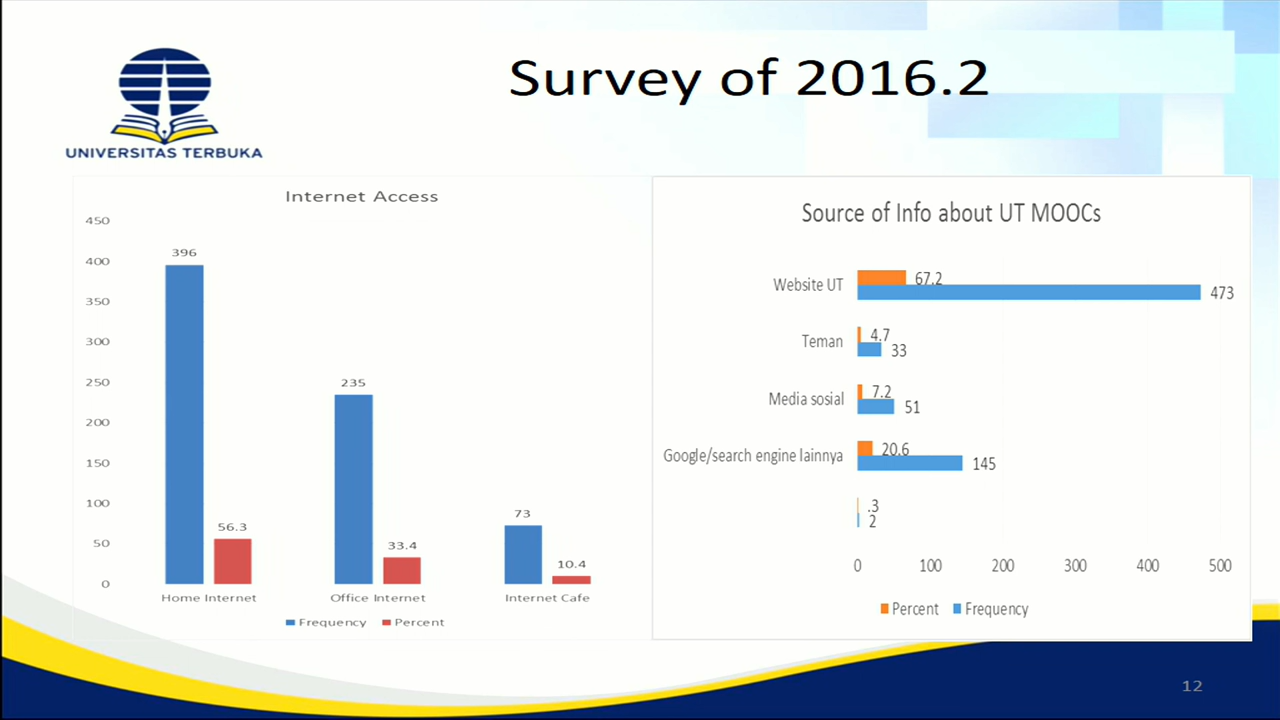 Survey of 2016.2
UNIVERSITAS TERBUKA
Internet Access
450
400
350
300
250
200
150
100
50
0
396
56.3
235
33.4
73
10.4
Home Internet
Office Internet
Internet Cafe
Frequency
Percent
Source of Info about UT MOOCs
Website UT
67.2
473
Teman
4.7
33
Media sosial
7.2
51
Google/search engine lainnya
20.6
145
.3
2
0 100 200 300 400 500
Percent
Frequency
12